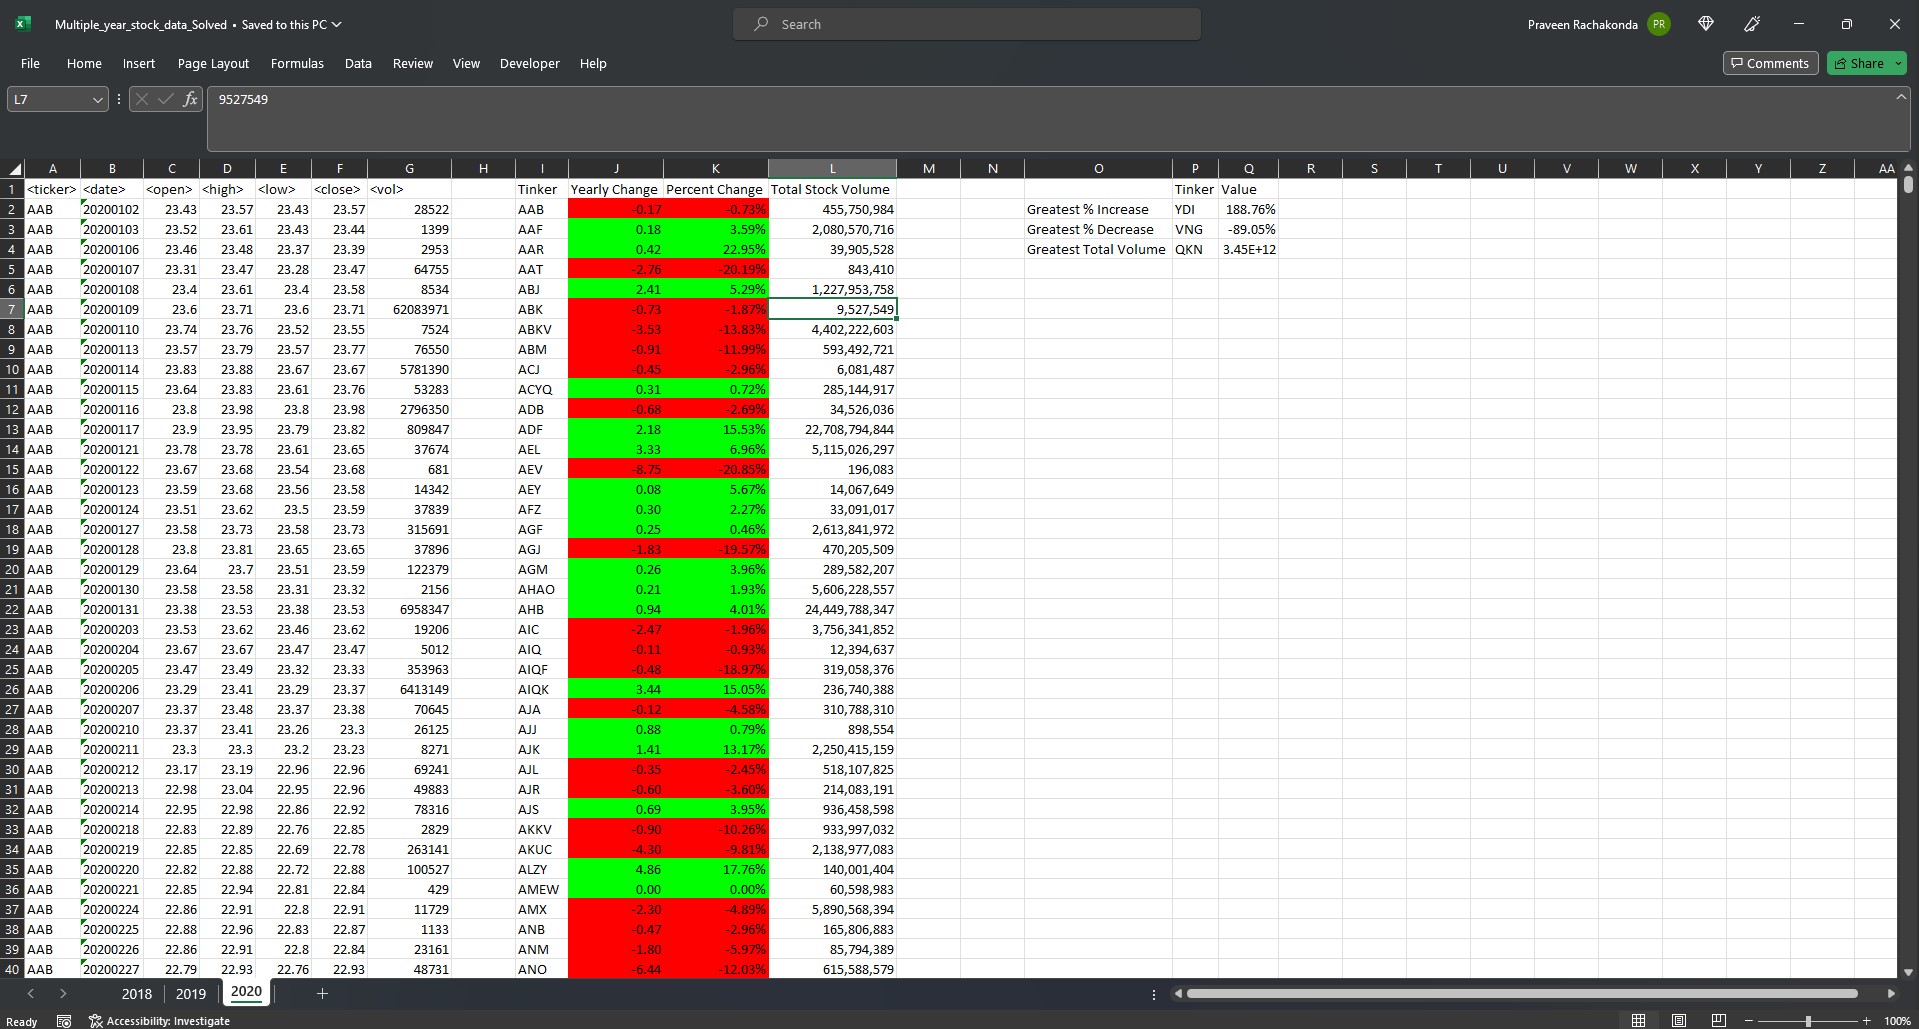 Multiple_year_stock_data_Solved • Saved to this PC
Search
Praveen Rachakonda PR
File Home Insert Page Layout Formulas Data Review View Developer Help
Comments Share
L7 fx 9527549
A B C D E F G H I J K L M N O P Q R S T U V W X Y Z AA
1 <ticker> <date> <open> <high> <low> <close> <vol> Tinker Yearly Change Percent Change Total Stock Volume Tinker Value
2 AAB 20200102 23.43 23.57 23.43 23.57 28522 AAB -0.17 -0.73% 455,750,984 Greatest % Increase YDI 188.76%
3 AAB 20200103 23.52 23.61 23.43 23.44 1399 AAF 0.18 3.59% 2,080,570,716 Greatest % Decrease VNG -89.05%
4 AAB 20200106 23.46 23.48 23.37 23.39 2953 AAR 0.42 22.95% 39,905,528 Greatest Total Volume QKN 3.45E+12
5 AAB 20200107 23.31 23.47 23.28 23.47 64755 AAT -2.76 -20.19% 843,410
6 AAB 20200108 23.4 23.61 23.4 23.58 8534 ABJ 2.41 5.29% 1,227,953,758
7 AAB 20200109 23.6 23.71 23.6 23.71 62083971 ABK -0.73 -1.87% 9,527,549
8 AAB 20200110 23.74 23.76 23.52 23.55 7524 ABKV -3.53 -13.83% 4,402,222,603
9 AAB 20200113 23.57 23.79 23.57 23.77 76550 ABM -0.91 -11.99% 593,492,721
10 AAB 20200114 23.83 23.88 23.67 23.67 5781390 ACJ -0.45 -2.96% 6,081,487
11 AAB 20200115 23.64 23.83 23.61 23.76 53283 ACYQ 0.31 0.72% 285,144,917
12 AAB 20200116 23.8 23.98 23.8 23.98 2796350 ADB -0.68 -2.69% 34,526,036
13 AAB 20200117 23.9 23.95 23.79 23.82 809847 ADF 2.18 15.53% 22,708,794,844
14 AAB 20200121 23.78 23.78 23.61 23.65 37674 AEL 3.33 6.96% 5,115,026,297
15 AAB 20200122 23.67 23.68 23.54 23.68 681 AEV -8.75 -20.85% 196,083
16 AAB 20200123 23.59 23.68 23.56 23.58 14342 AEY 0.08 5.67% 14,067,649
17 AAB 20200124 23.51 23.62 23.5 23.59 37839 AFZ 0.30 2.27% 33,091,017
18 AAB 20200127 23.58 23.73 23.58 23.73 315691 AGF 0.25 0.46% 2,613,841,972
19 AAB 20200128 23.8 23.81 23.65 23.65 37896 AGJ -1.83 -19.57% 470,205,509
20 AAB 20200129 23.64 23.7 23.51 23.59 122379 AGM 0.26 3.96% 289,582,207
21 AAB 20200130 23.58 23.58 23.31 23.32 2156 AHAO 0.21 1.93% 5,606,228,557
22 AAB 20200131 23.38 23.53 23.38 23.53 6958347 AHB 0.94 4.01% 24,449,788,347
23 AAB 20200203 23.53 23.62 23.46 23.62 19206 AIC -2.47 -1.96% 3,756,341,852
24 AAB 20200204 23.67 23.67 23.47 23.47 5012 AIQ -0.11 -0.93% 12,394,637
25 AAB 20200205 23.47 23.49 23.32 23.33 353963 AIQF -0.48 -18.97% 319,058,376
26 AAB 20200206 23.29 23.41 23.29 23.37 6413149 AIQK 3.44 15.05% 236,740,388
27 AAB 20200207 23.37 23.48 23.37 23.38 70645 AJA -0.12 -4.58% 310,788,310
28 AAB 20200210 23.37 23.41 23.26 23.3 26125 AJJ 0.88 0.79% 898,554
29 AAB 20200211 23.3 23.3 23.2 23.23 8271 AJK 1.41 13.17% 2,250,415,159
30 AAB 20200212 23.17 23.19 22.96 22.96 69241 AJL -0.35 -2.45% 518,107,825
31 AAB 20200213 22.98 23.04 22.95 22.96 49883 AJR -0.60 -3.60% 214,083,191
32 AAB 20200214 22.95 22.98 22.86 22.92 78316 AJS 0.69 3.95% 936,458,598
33 AAB 20200218 22.83 22.89 22.76 22.85 2829 AKKV -0.90 -10.26% 933,997,032
34 AAB 20200219 22.85 22.85 22.69 22.78 263141 AKUC -4.30 -9.81% 2,138,977,083
35 AAB 20200220 22.82 22.88 22.72 22.88 100527 ALZY 4.86 17.76% 140,001,404
36 AAB 20200221 22.85 22.94 22.81 22.84 429 AMEW 0.00 0.00% 60,598,983
37 AAB 20200224 22.86 22.91 22.8 22.91 11729 AMX -2.30 -4.89% 5,890,568,394
38 AAB 20200225 22.88 22.96 22.83 22.87 1133 ANB -0.47 -2.96% 165,806,883
39 AAB 20200226 22.86 22.91 22.8 22.84 23161 ANM -1.80 -5.97% 85,794,389
40 AAB 20200227 22.79 22.93 22.76 22.93 48731 ANO -6.44 -12.03% 615,588,579
2018 2019 2020
Ready Accessibility: Investigate 100%